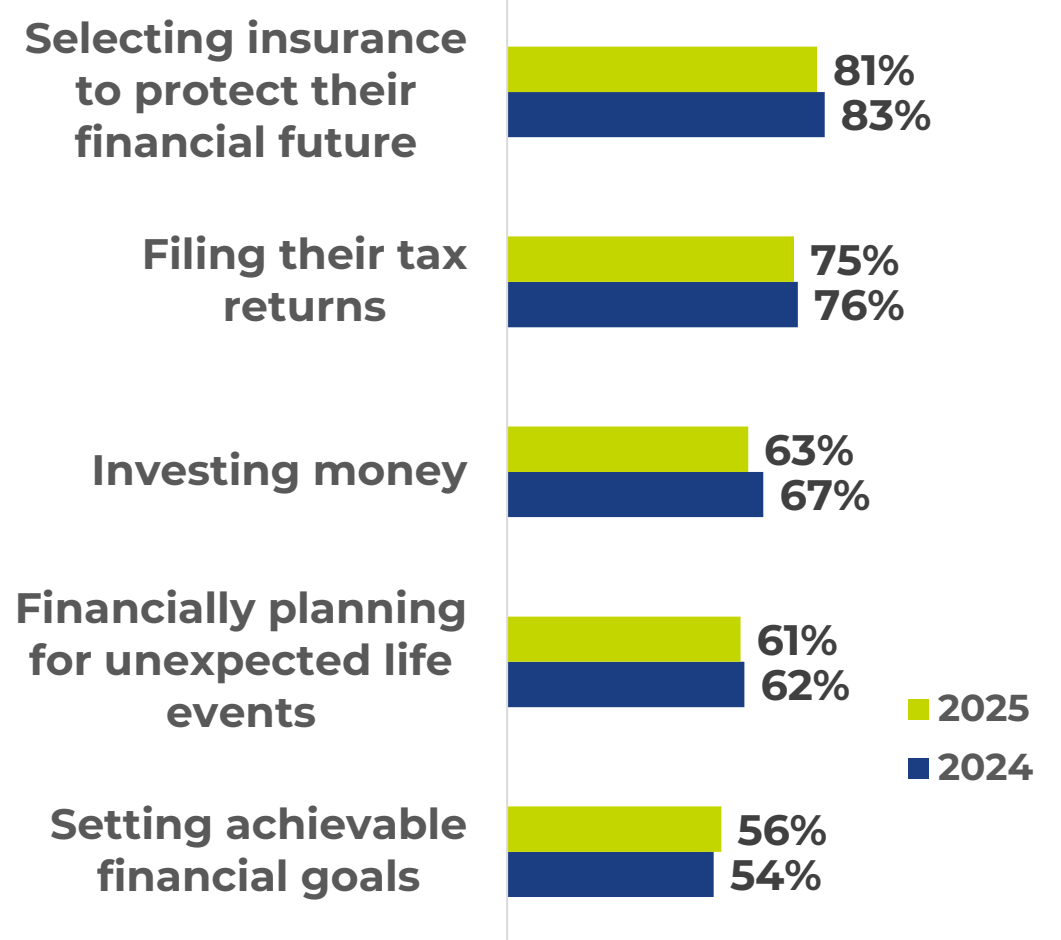 Selecting insurance
to protect their
financial future
81%
83%
Filing their tax
returns
75%
76%
Investing money
63%
67%
Financially planning
for unexpected life
events
61%
62%
2025
2024
Setting achievable
financial goals
56%
54%